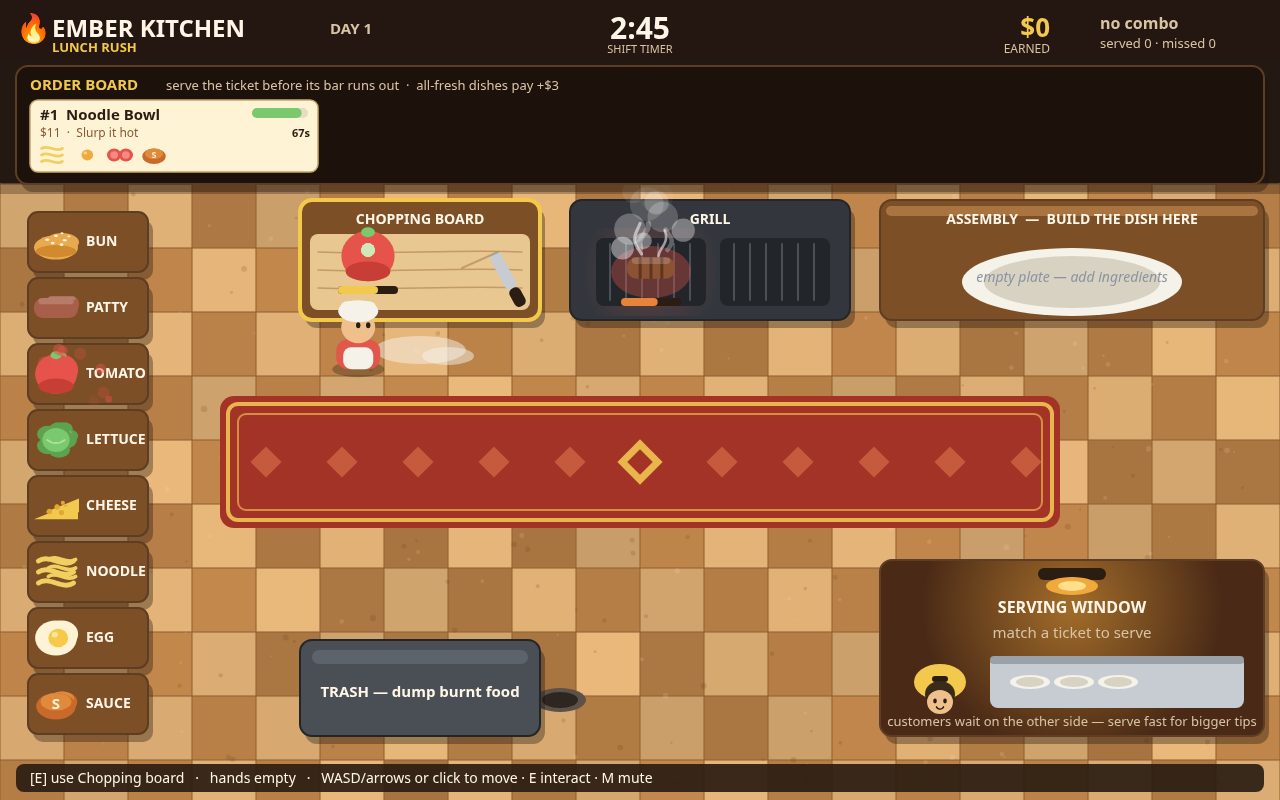 EMBER KITCHEN
LUNCH RUSH
DAY 1
2:45
SHIFT TIMER
$0
EARNED
no combo
served 0 · missed 0
ORDER BOARD serve the ticket before its bar runs out · all-fresh dishes pay +$3
#1 Noodle Bowl
$11 · Slurp it hot 67s
S
CHOPPING BOARD
GRILL
ASSEMBLY — BUILD THE DISH HERE
empty plate — add ingredients
BUN
PATTY
TOMATO
LETTUCE
CHEESE
NOODLE
EGG
S SAUCE
TRASH — dump burnt food
SERVING WINDOW
match a ticket to serve
customers wait on the other side — serve fast for bigger tips
[E] use Chopping board · hands empty · WASD/arrows or click to move · E interact · M mute